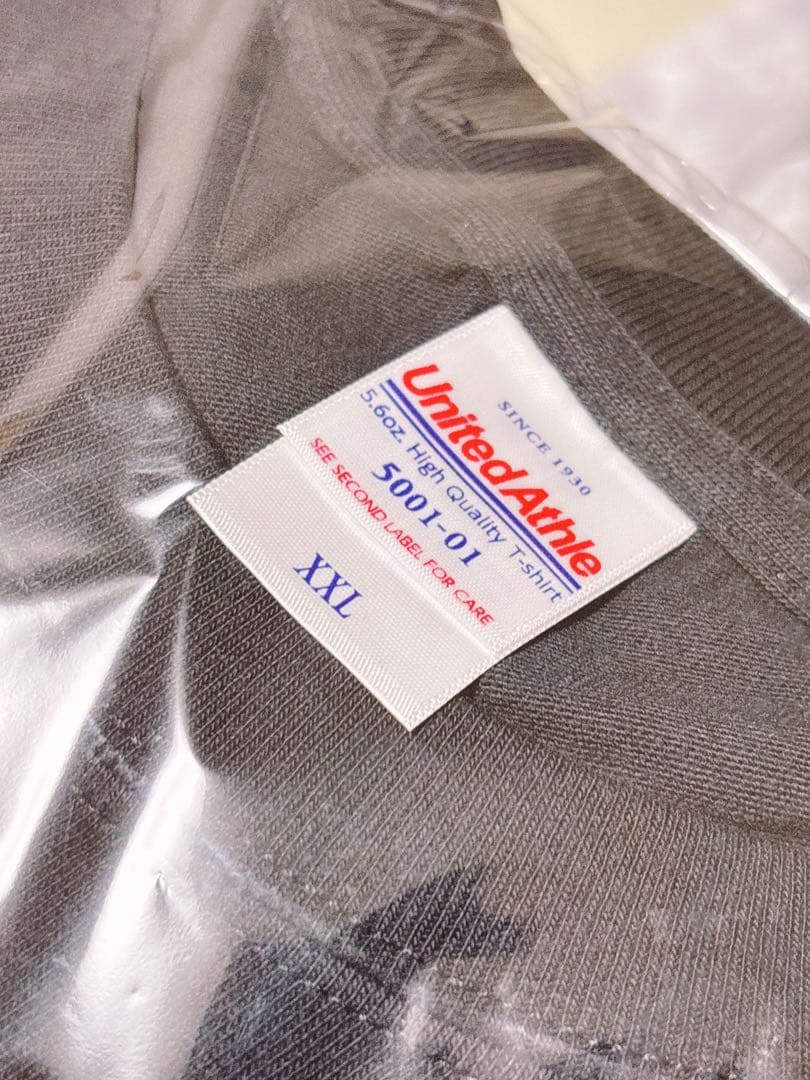 SINCE 1930
UnitedAthle
5.6oz. High Quality T-shirt
5001-01
SEE SECOND LABEL FOR CARE
XXL